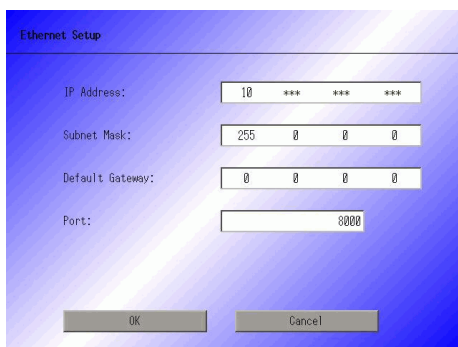 Ethernet Setup
IP Address: 10 *** *** ***
Subnet Mask: 255 0 0 0
Default Gateway: 0 0 0 0
Port: 8000
OK Cancel